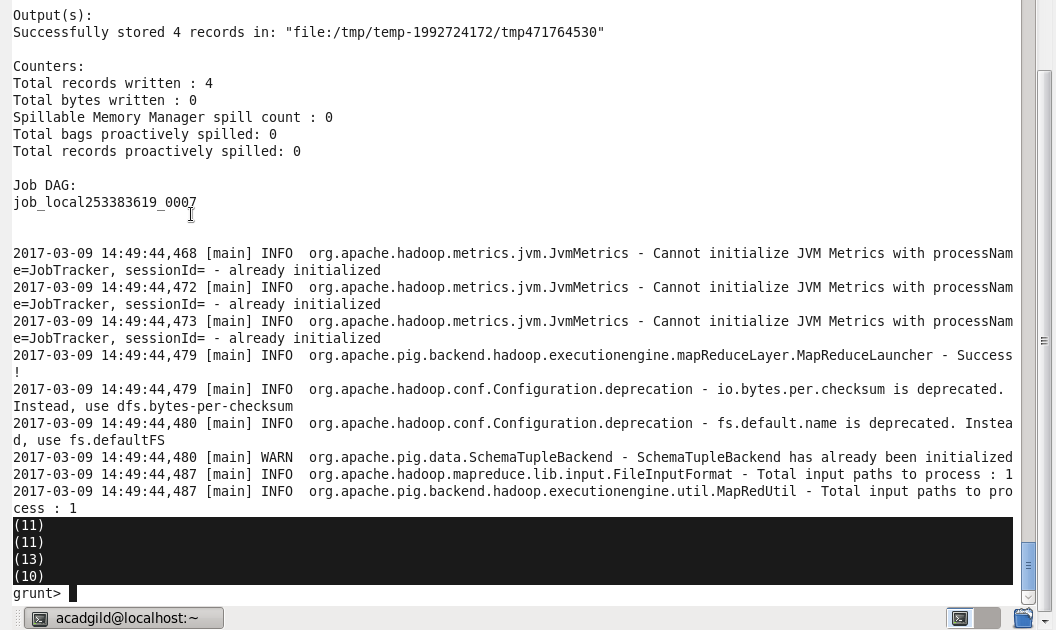 Output(s):
Successfully stored 4 records in: "file:/tmp/temp-1992724172/tmp471764530"
Counters:
Total records written : 4
Total bytes written : 0
Spillable Memory Manager spill count : 0
Total bags proactively spilled: 0
Total records proactively spilled: 0
Job DAG:
job_local253383619_0007
2017-03-09 14:49:44,468 [main] INFO  org.apache.hadoop.metrics.jvm.JvmMetrics - Cannot initialize JVM Metrics with processNam
e=JobTracker, sessionId= - already initialized
2017-03-09 14:49:44,472 [main] INFO  org.apache.hadoop.metrics.jvm.JvmMetrics - Cannot initialize JVM Metrics with processNam
e=JobTracker, sessionId= - already initialized
2017-03-09 14:49:44,473 [main] INFO  org.apache.hadoop.metrics.jvm.JvmMetrics - Cannot initialize JVM Metrics with processNam
e=JobTracker, sessionId= - already initialized
2017-03-09 14:49:44,479 [main] INFO  org.apache.pig.backend.hadoop.executionengine.mapReduceLayer.MapReduceLauncher - Success
!
2017-03-09 14:49:44,479 [main] INFO  org.apache.hadoop.conf.Configuration.deprecation - io.bytes.per.checksum is deprecated.
Instead, use dfs.bytes-per-checksum
2017-03-09 14:49:44,480 [main] INFO  org.apache.hadoop.conf.Configuration.deprecation - fs.default.name is deprecated. Instea
d, use fs.defaultFS
2017-03-09 14:49:44,480 [main] WARN  org.apache.pig.data.SchemaTupleBackend - SchemaTupleBackend has already been initialized
2017-03-09 14:49:44,487 [main] INFO  org.apache.hadoop.mapreduce.lib.input.FileInputFormat - Total input paths to process : 1
2017-03-09 14:49:44,487 [main] INFO  org.apache.pig.backend.hadoop.executionengine.util.MapRedUtil - Total input paths to pro
cess : 1
(11)
(11)
(13)
(10)
grunt>
acadgild@localhost:~